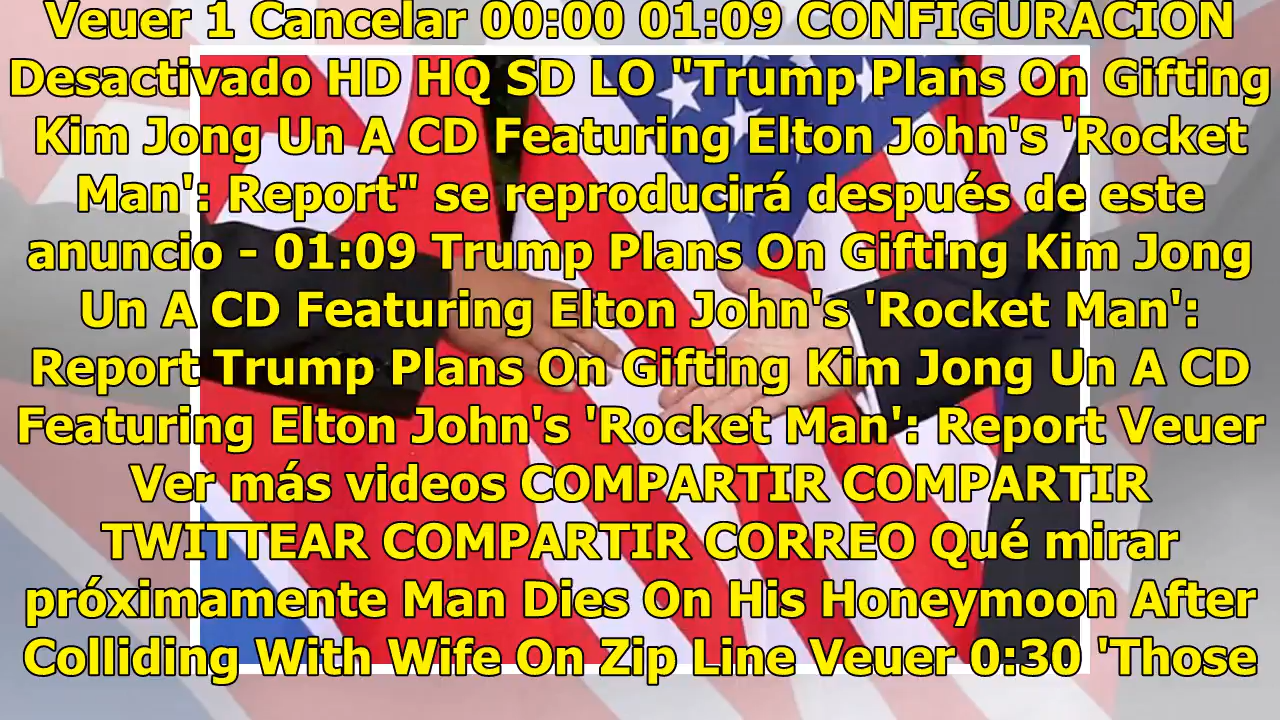 Veuer 1 Cancelar 00:00 01:09 CONFIGURACIÓN
Desactivado HD HQ SD LO "Trump Plans On Gifting
Kim Jong Un A CD Featuring Elton John's 'Rocket
Man': Report" se reproducirá después de este
anuncio - 01:09 Trump Plans On Gifting Kim Jong
Un A CD Featuring Elton John's 'Rocket Man':
Report Trump Plans On Gifting Kim Jong Un A CD
Featuring Elton John's 'Rocket Man': Report Veuer
Ver más videos COMPARTIR COMPARTIR
TWITTEAR COMPARTIR CORREO Qué mirar
próximamente Man Dies On His Honeymoon After
Colliding With Wife On Zip Line Veuer 0:30 'Those